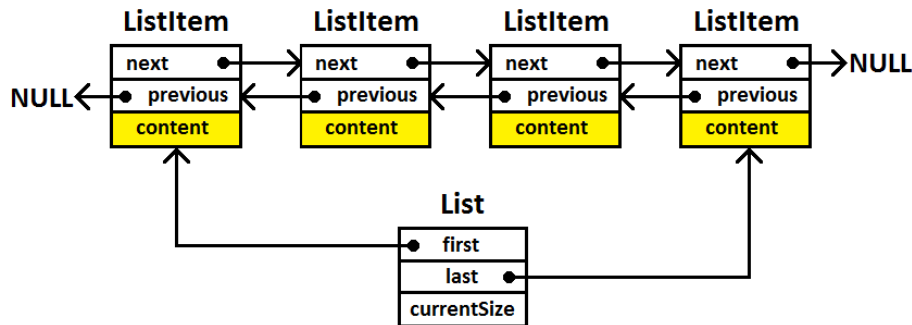 ListItem ListItem ListItem ListItem
next next next next NULL
NULL previous previous previous previous
content content content content
List
first
last
currentSize